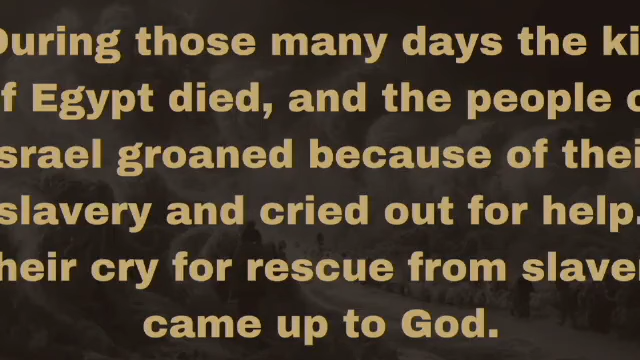 During those many days the ki
f Egypt died, and the people o
srael groaned because of thei
slavery and cried out for help.
heir cry for rescue from slaver
came up to God.